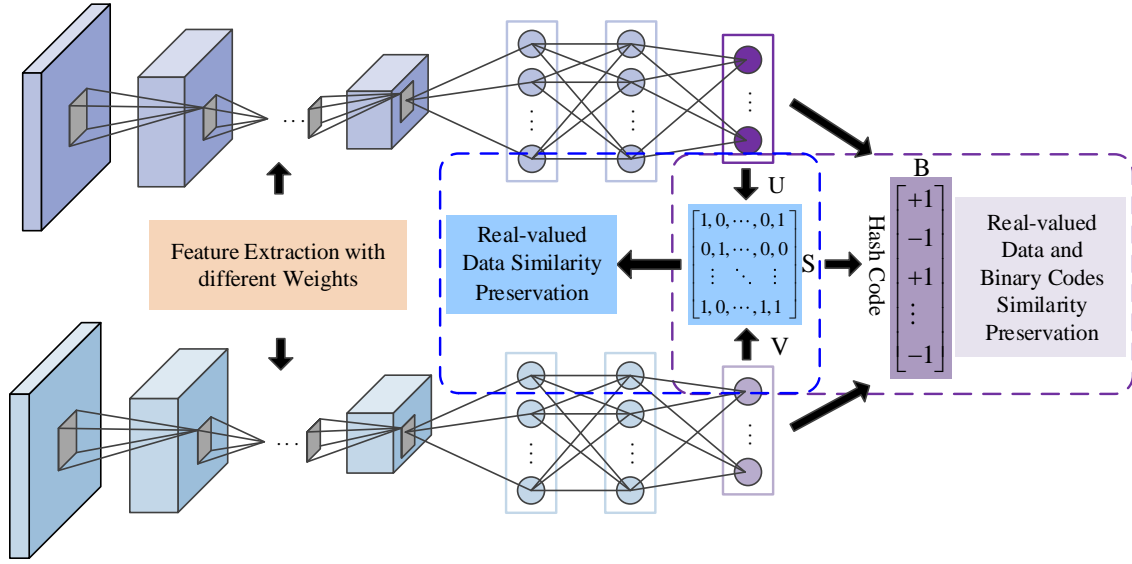 U
B
Feature Extraction with
different Weights
Real-valued
Data Similarity
Preservation
1, 0, ⋯, 0, 1
0, 1, ⋯, 0, 0
⋮ ⋱ ⋮
1, 0, ⋯, 1, 1
S
Hash Code
+1
−1
+1
⋮
−1
Real-valued
Data and
Binary Codes
Similarity
Preservation
V